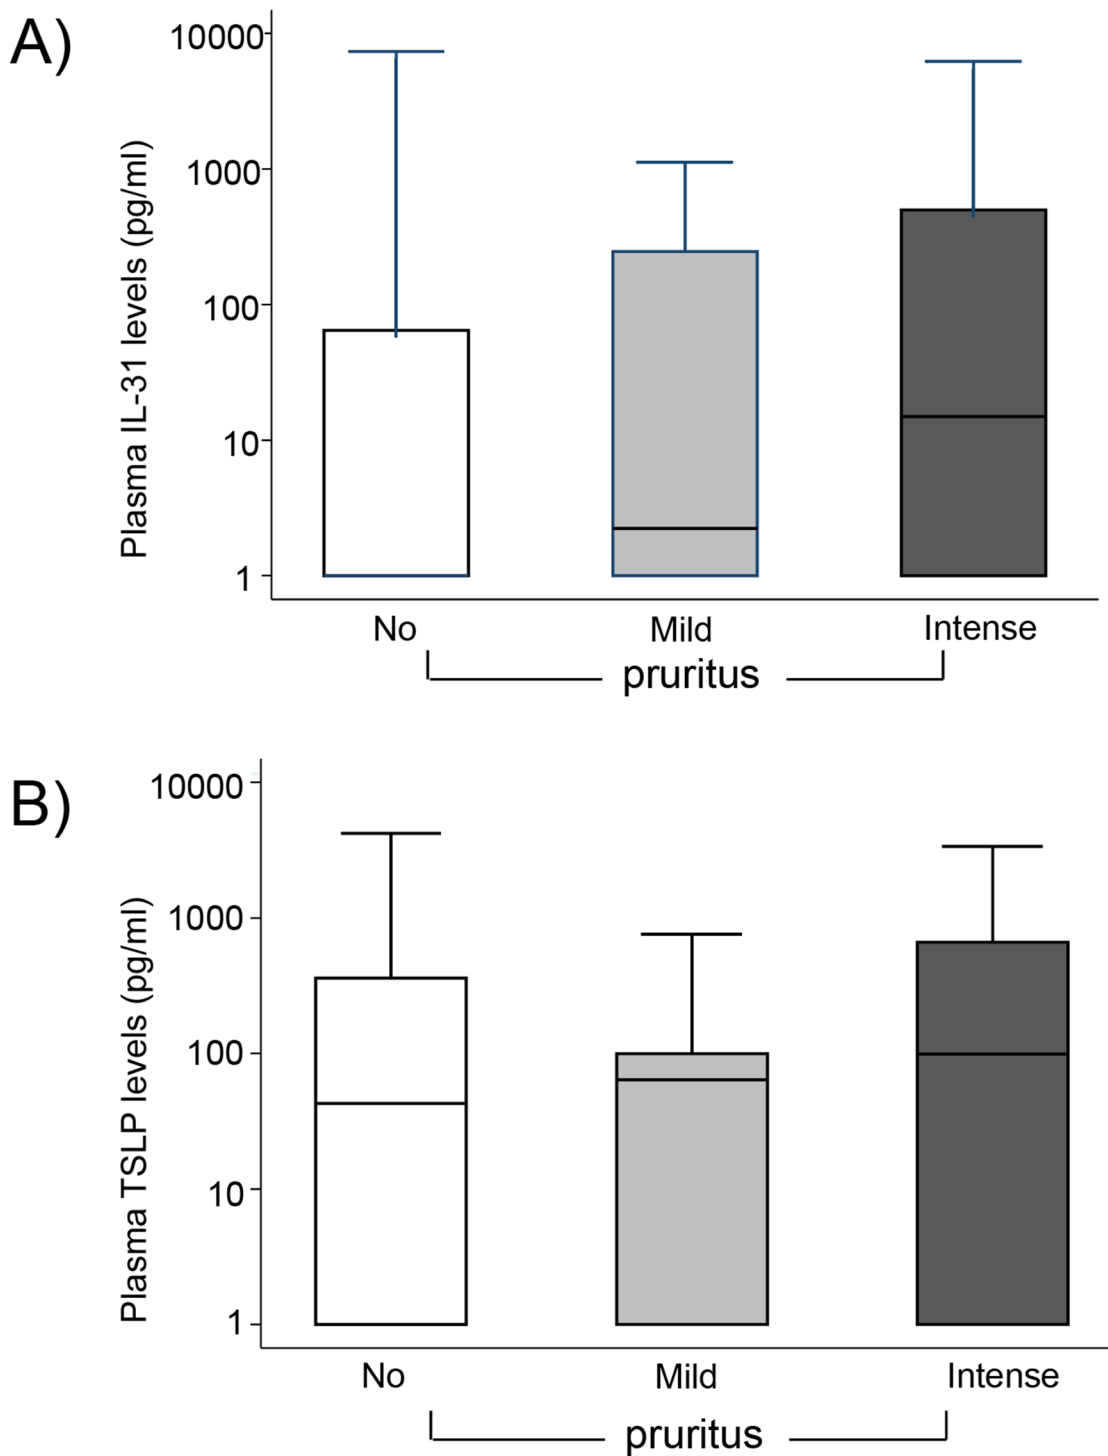 A)
Plasma IL-31 levels (pg/ml)
10000
1000
100
10
1
No
Mild
Intense
pruritus
B)
Plasma TSLP levels (pg/ml)
10000
1000
100
10
1
No
Mild
Intense
pruritus